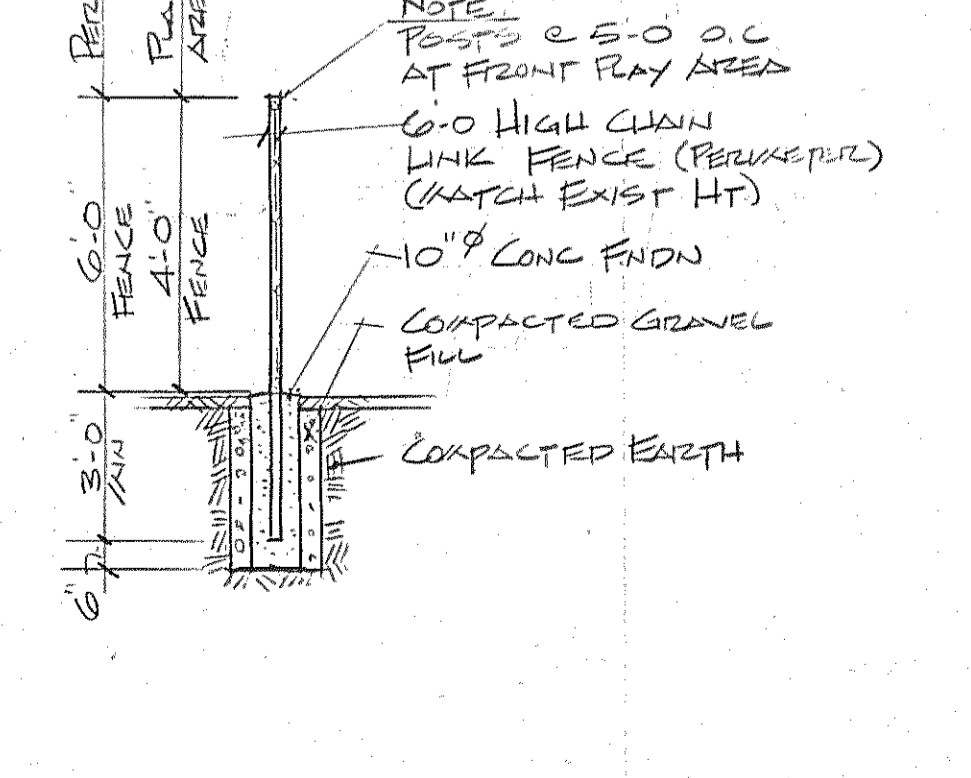 NOTE:
POSTS @ 5'-0" O.C
AT FRONT PLAY AREA
6'-0 HIGH CHAIN
LINK FENCE (PERIMETER)
(MATCH EXIST HT)
10"Ø CONC FNDN
COMPACTED GRAVEL
FILL
COMPACTED EARTH
6'-0"
FENCE
4'-0"
FENCE
3'-0"
MIN
6"